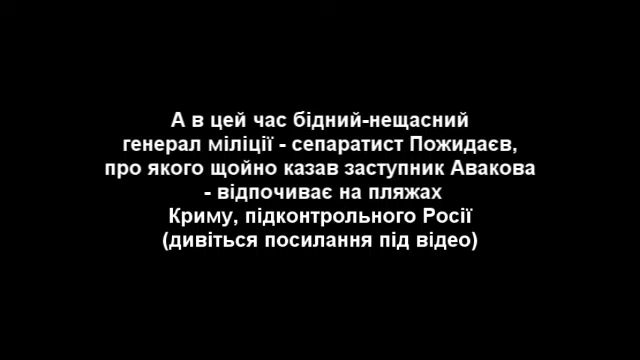 А в цей час бідний-нещасний
генерал міліції - сепаратист Пожидаєв,
про якого щойно казав заступник Авакова
- відпочиває на пляжах
Криму, підконтрольного Росії
(дивіться посилання під відео)